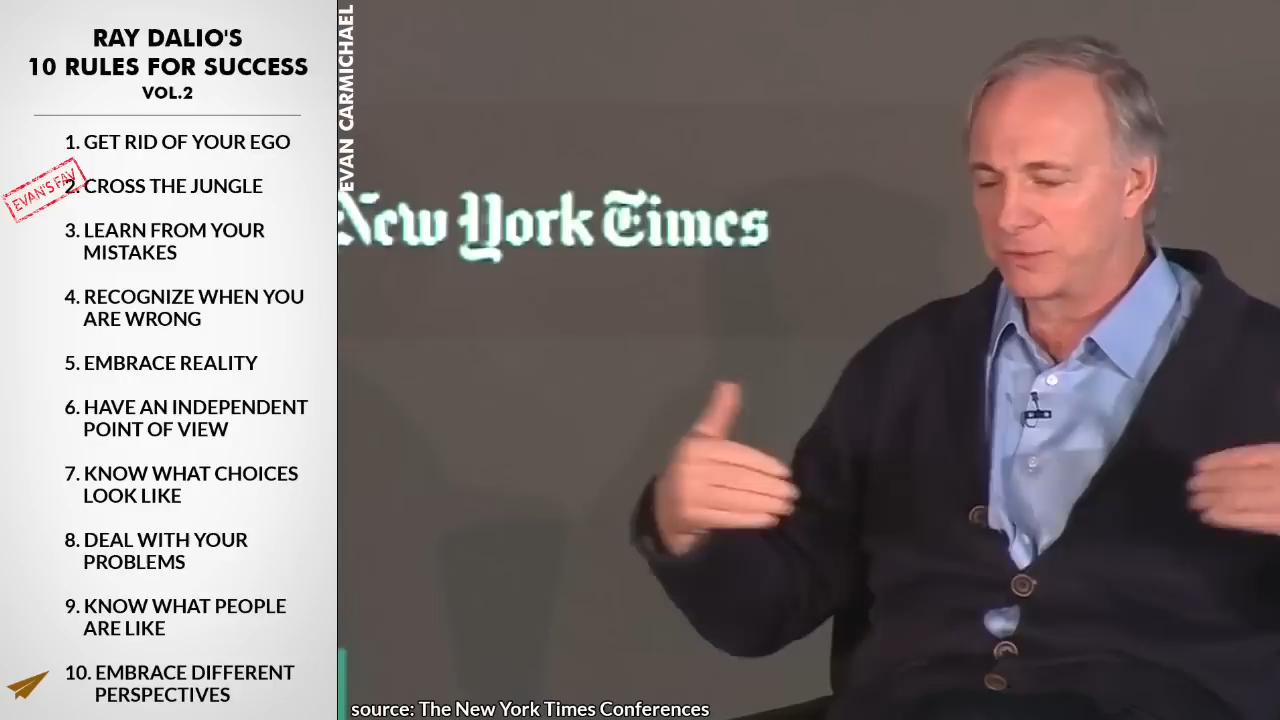 RAY DALIO'S
10 RULES FOR SUCCESS
VOL.2
1. GET RID OF YOUR EGO
EVAN'S FAV
2. CROSS THE JUNGLE
3. LEARN FROM YOUR
MISTAKES
4. RECOGNIZE WHEN YOU
ARE WRONG
5. EMBRACE REALITY
6. HAVE AN INDEPENDENT
POINT OF VIEW
7. KNOW WHAT CHOICES
LOOK LIKE
8. DEAL WITH YOUR
PROBLEMS
9. KNOW WHAT PEOPLE
ARE LIKE
10. EMBRACE DIFFERENT
PERSPECTIVES
EVAN CARMICHAEL
New York Times
source: The New York Times Conferences